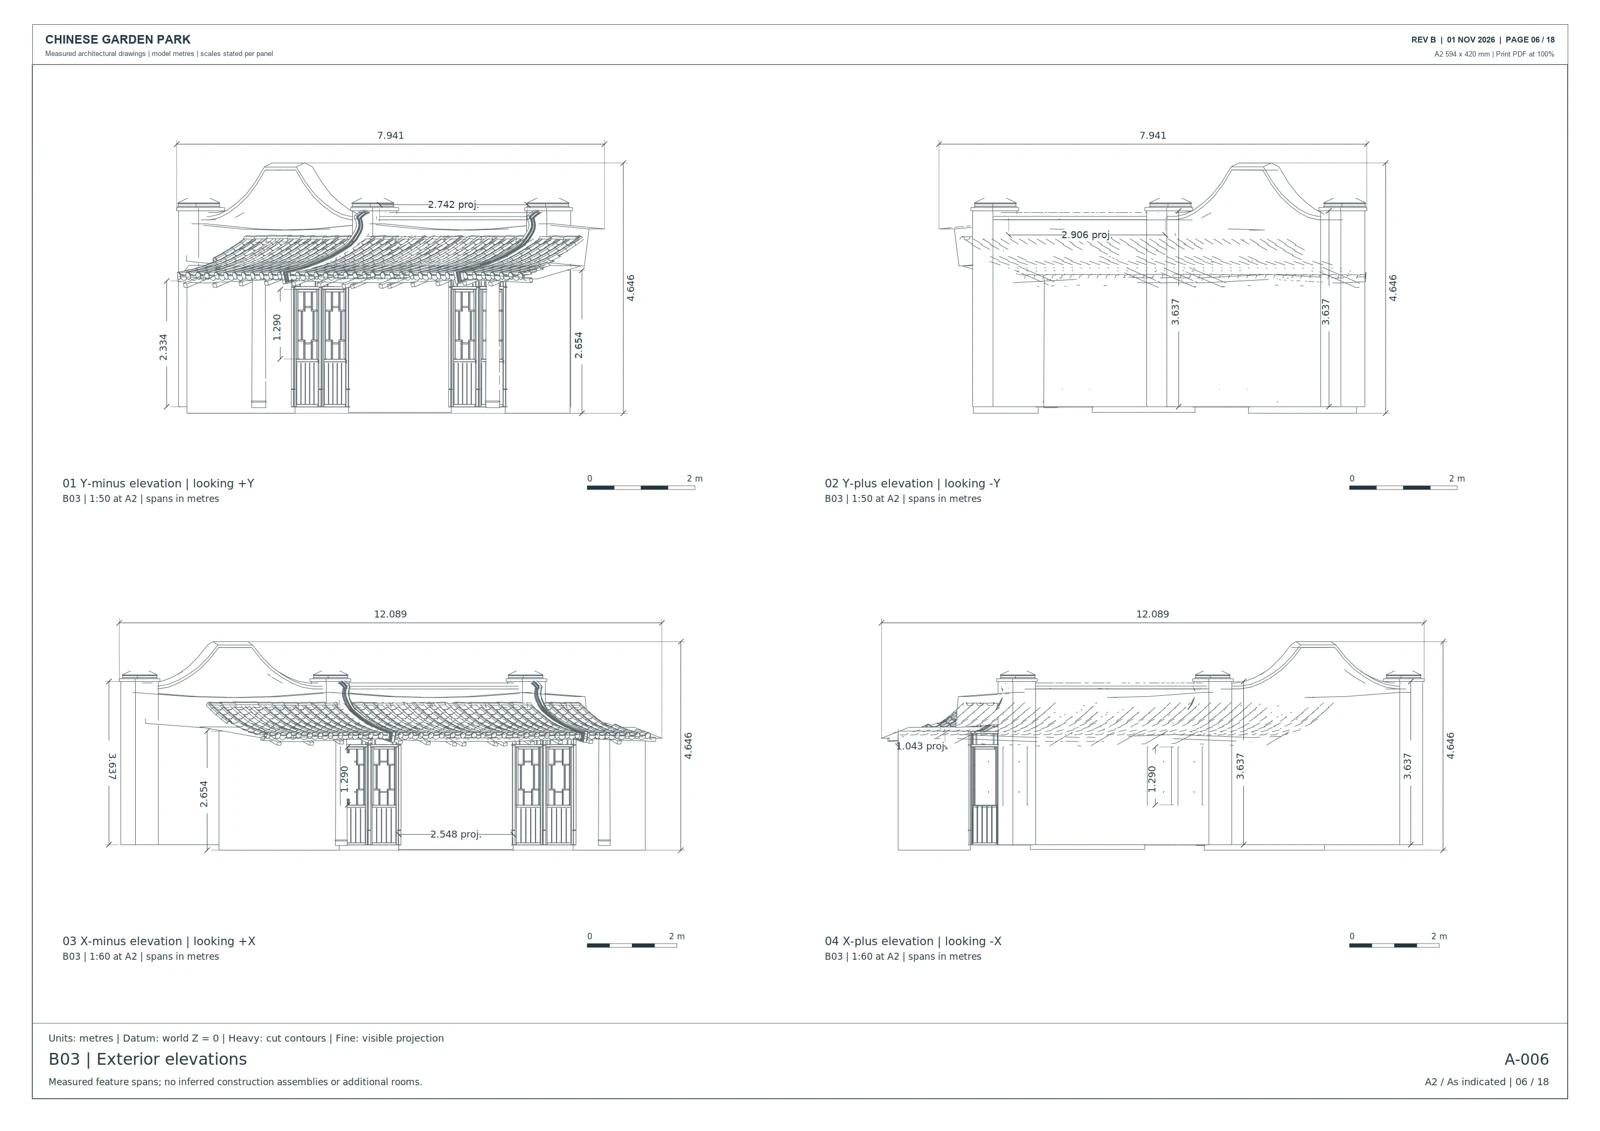 CHINESE GARDEN PARK
REV B | 01 NOV 2026 | PAGE 06 / 18
Measured architectural drawings | model metres | scales stated per panel
A2 594 x 420 mm | Print PDF at 100%
7.941
2.742 proj.
4.646
1.290
2.334
2.654
01 Y-minus elevation | looking +Y
B03 | 1:50 at A2 | spans in metres
0 2 m
7.941
2.906 proj.
4.646
3.637
3.637
02 Y-plus elevation | looking -Y
B03 | 1:50 at A2 | spans in metres
0 2 m
12.089
4.646
3.637
2.654
1.290
2.548 proj.
03 X-minus elevation | looking +X
B03 | 1:60 at A2 | spans in metres
0 2 m
12.089
1.043 proj.
4.646
1.290
3.637
3.637
04 X-plus elevation | looking -X
B03 | 1:60 at A2 | spans in metres
0 2 m
Units: metres | Datum: world Z = 0 | Heavy: cut contours | Fine: visible projection
B03 | Exterior elevations
A-006
Measured feature spans; no inferred construction assemblies or additional rooms.
A2 / As indicated | 06 / 18